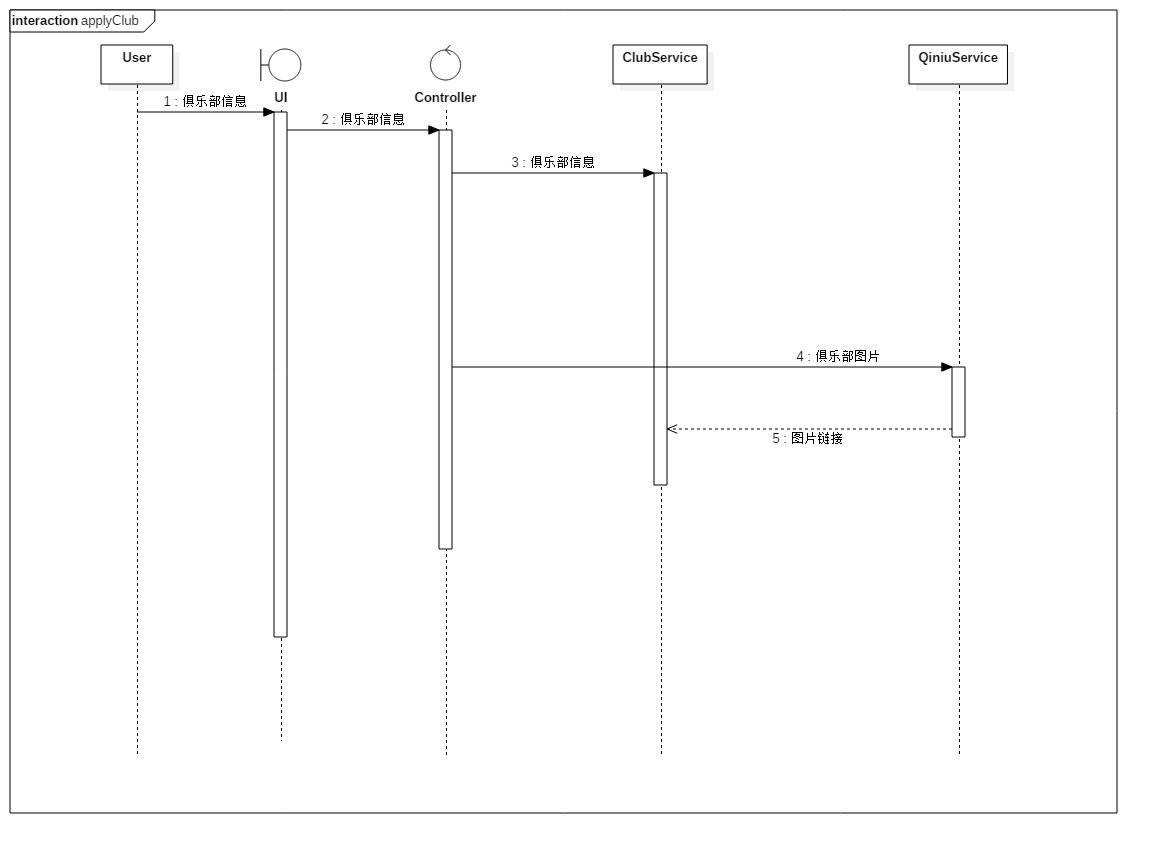 interaction applyClub
User
UI
Controller
ClubService
QiniuService
1 : 俱乐部信息
2 : 俱乐部信息
3 : 俱乐部信息
4 : 俱乐部图片
5 : 图片链接